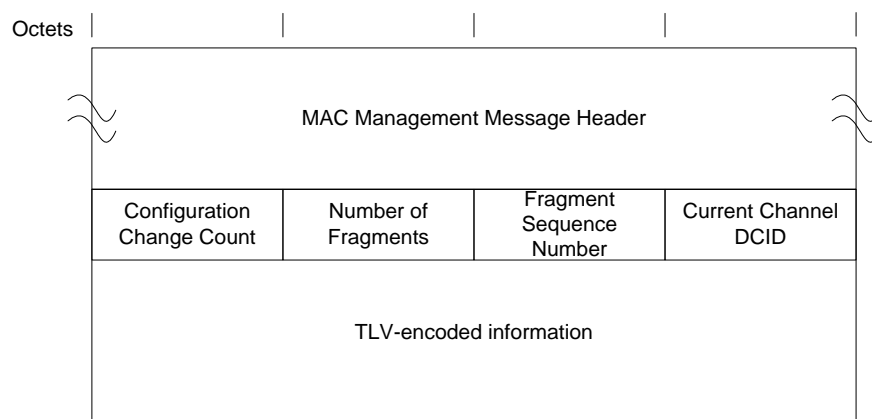 Octets
MAC Management Message Header
Configuration
Change Count
Number of
Fragments
Fragment
Sequence
Number
Current Channel
DCID
TLV-encoded information